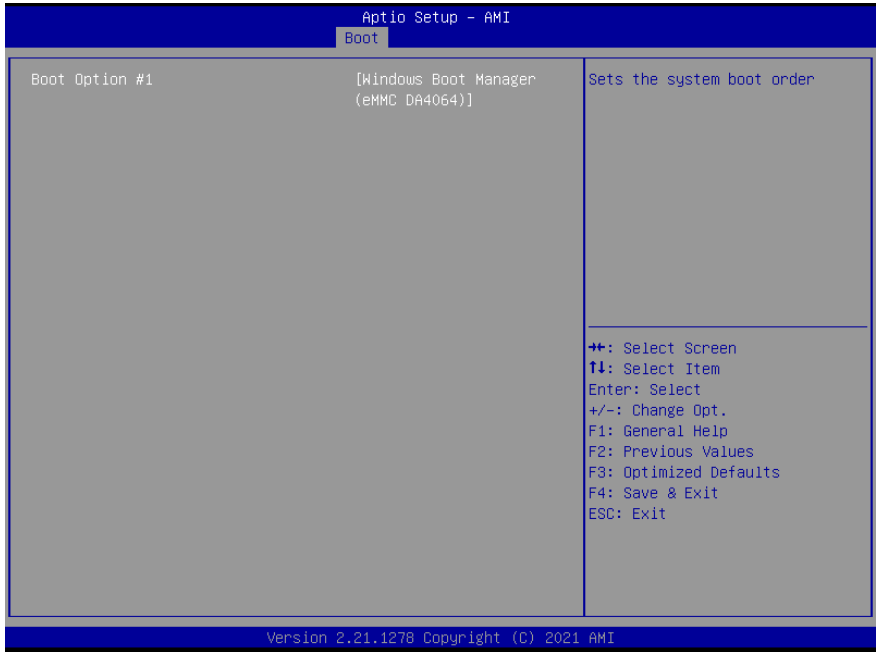 Aptio Setup – AMI
Boot
Boot Option #1 [Windows Boot Manager
(eMMC DA4064)]
Sets the system boot order
→←: Select Screen
↑↓: Select Item
Enter: Select
+/-: Change Opt.
F1: General Help
F2: Previous Values
F3: Optimized Defaults
F4: Save & Exit
ESC: Exit
Version 2.21.1278 Copyright (C) 2021 AMI